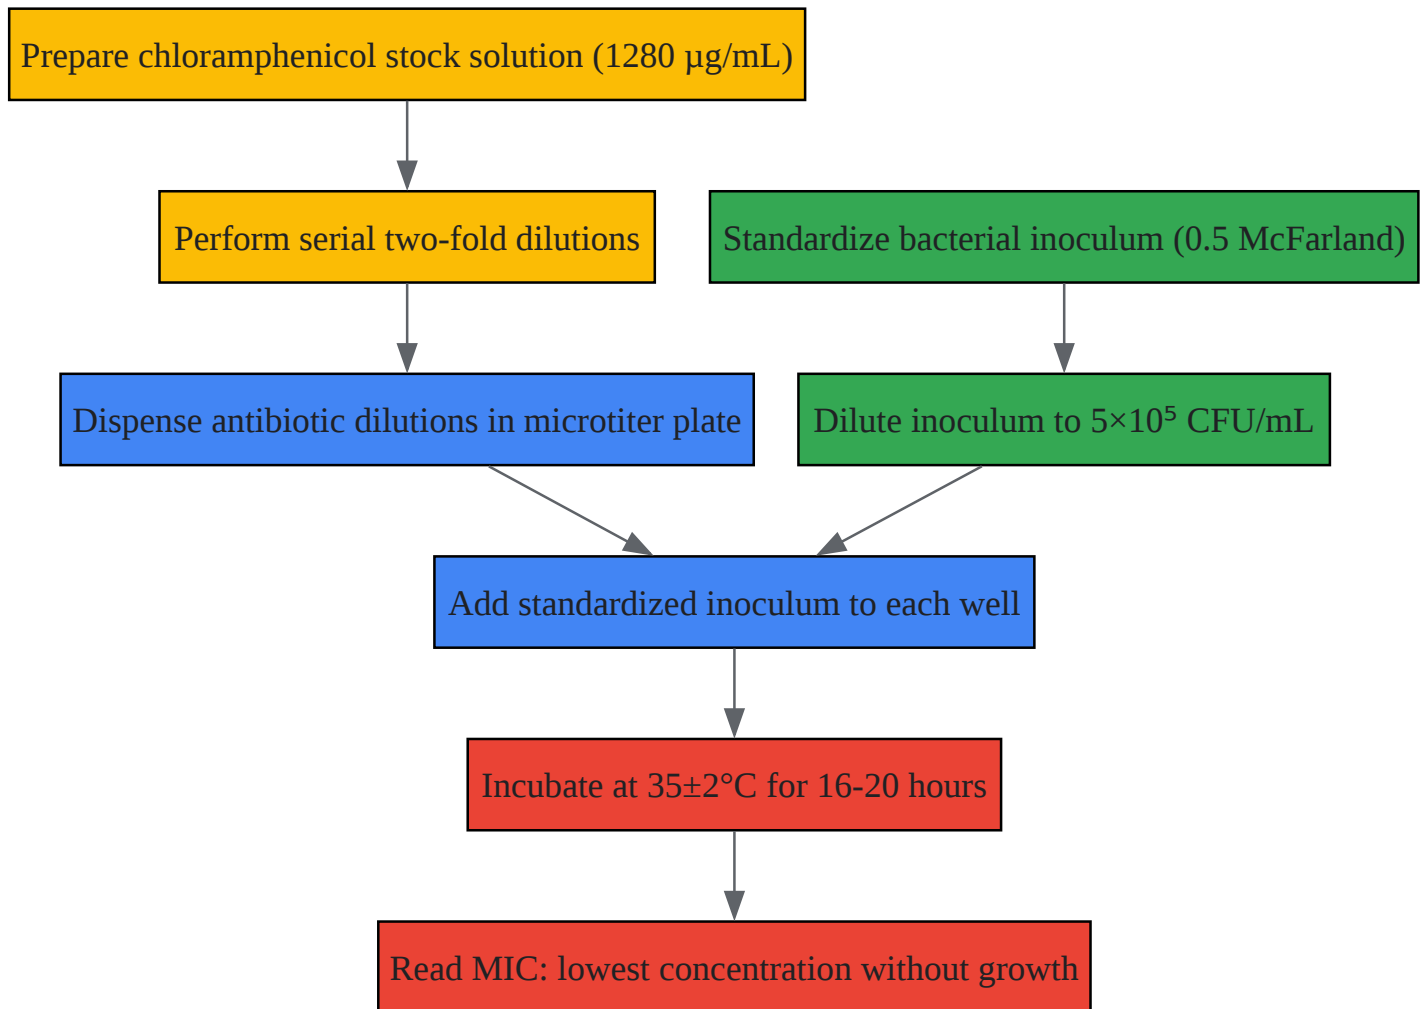 Prepare chloramphenicol stock solution (1280 µg/mL)
Perform serial two-fold dilutions
Standardize bacterial inoculum (0.5 McFarland)
Dispense antibiotic dilutions in microtiter plate
Dilute inoculum to 5×10⁵ CFU/mL
Add standardized inoculum to each well
Incubate at 35±2°C for 16-20 hours
Read MIC: lowest concentration without growth